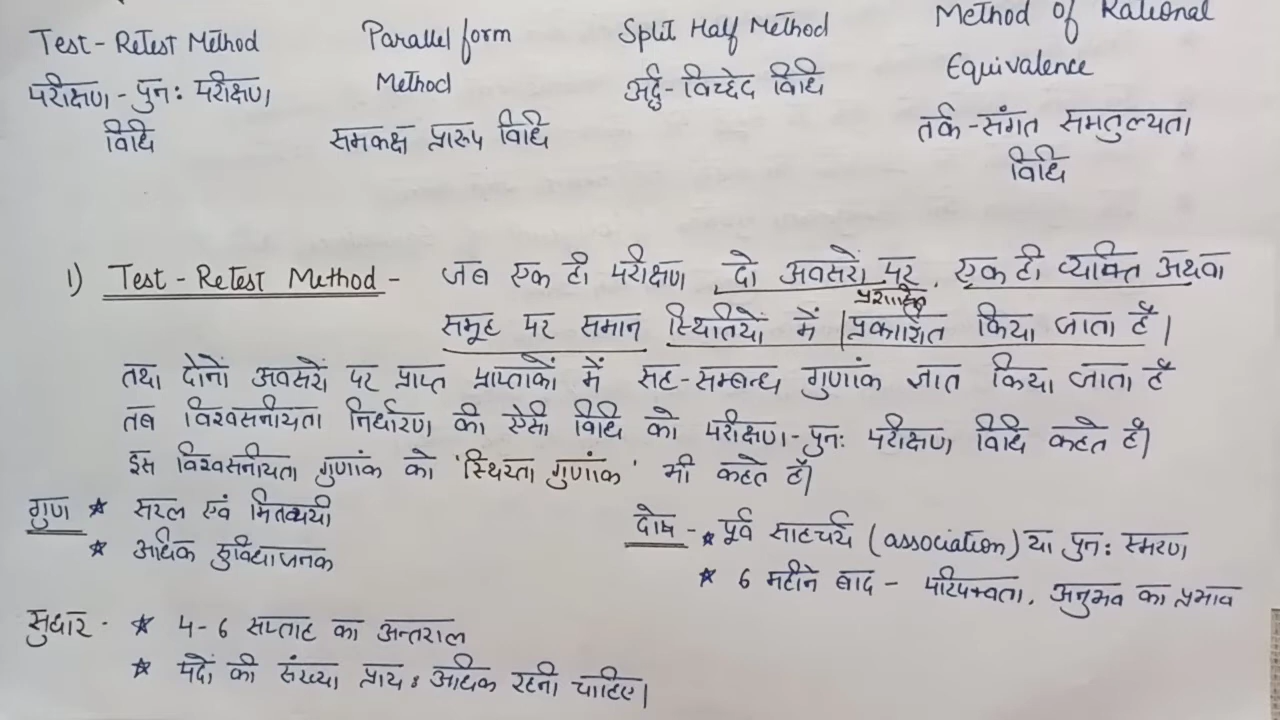 Test-ReTest Method
परीक्षण-पुनः परीक्षण
विधि
Parallel form
Method
समकक्ष प्रारूप विधि
Split Half Method
अर्द्ध-विच्छेद विधि
Method of Rational
Equivalence
तर्क-संगत समतुल्यता
विधि
1) Test-ReTest Method - जब एक ही परीक्षण दो अवसरों पर, एक ही व्यक्ति अथवा
प्रशासित
समूह पर समान स्थितियों में प्रकाशित किया जाता है।
तथा दोनों अवसरों पर प्राप्त प्राप्तांकों में सह-सम्बन्ध गुणांक ज्ञात किया जाता है
तब विश्वसनीयता निर्धारण की ऐसी विधि को परीक्षण-पुनः परीक्षण विधि कहते हैं।
इस विश्वसनीयता गुणांक को 'स्थिरता गुणांक' भी कहते हैं।
गुण ★ सरल एवं मितव्ययी
★ अधिक सुविधाजनक
दोष - ★ पूर्व साहचर्य (association) या पुनः स्मरण
★ 6 महीने बाद - परिपक्वता, अनुभव का प्रभाव
सुधार - ★ 4-6 सप्ताह का अन्तराल
★ पदों की संख्या प्रायः अधिक रहनी चाहिए।